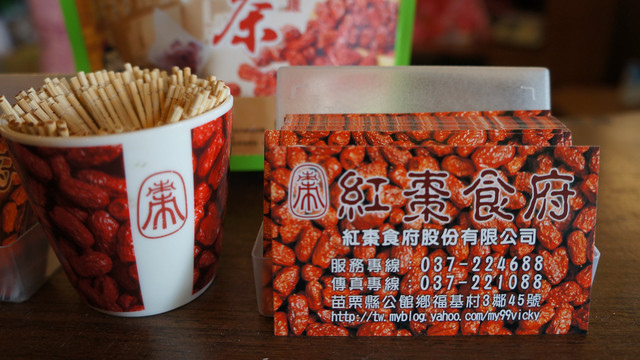 茶
棗
棗
紅棗食府
紅棗食府股份有限公司
服務專線：037-224688
傳真專線：037-221088
苗栗縣公館鄉福基村3鄰45號
http://tw.myblog.yahoo.com/my99vicky